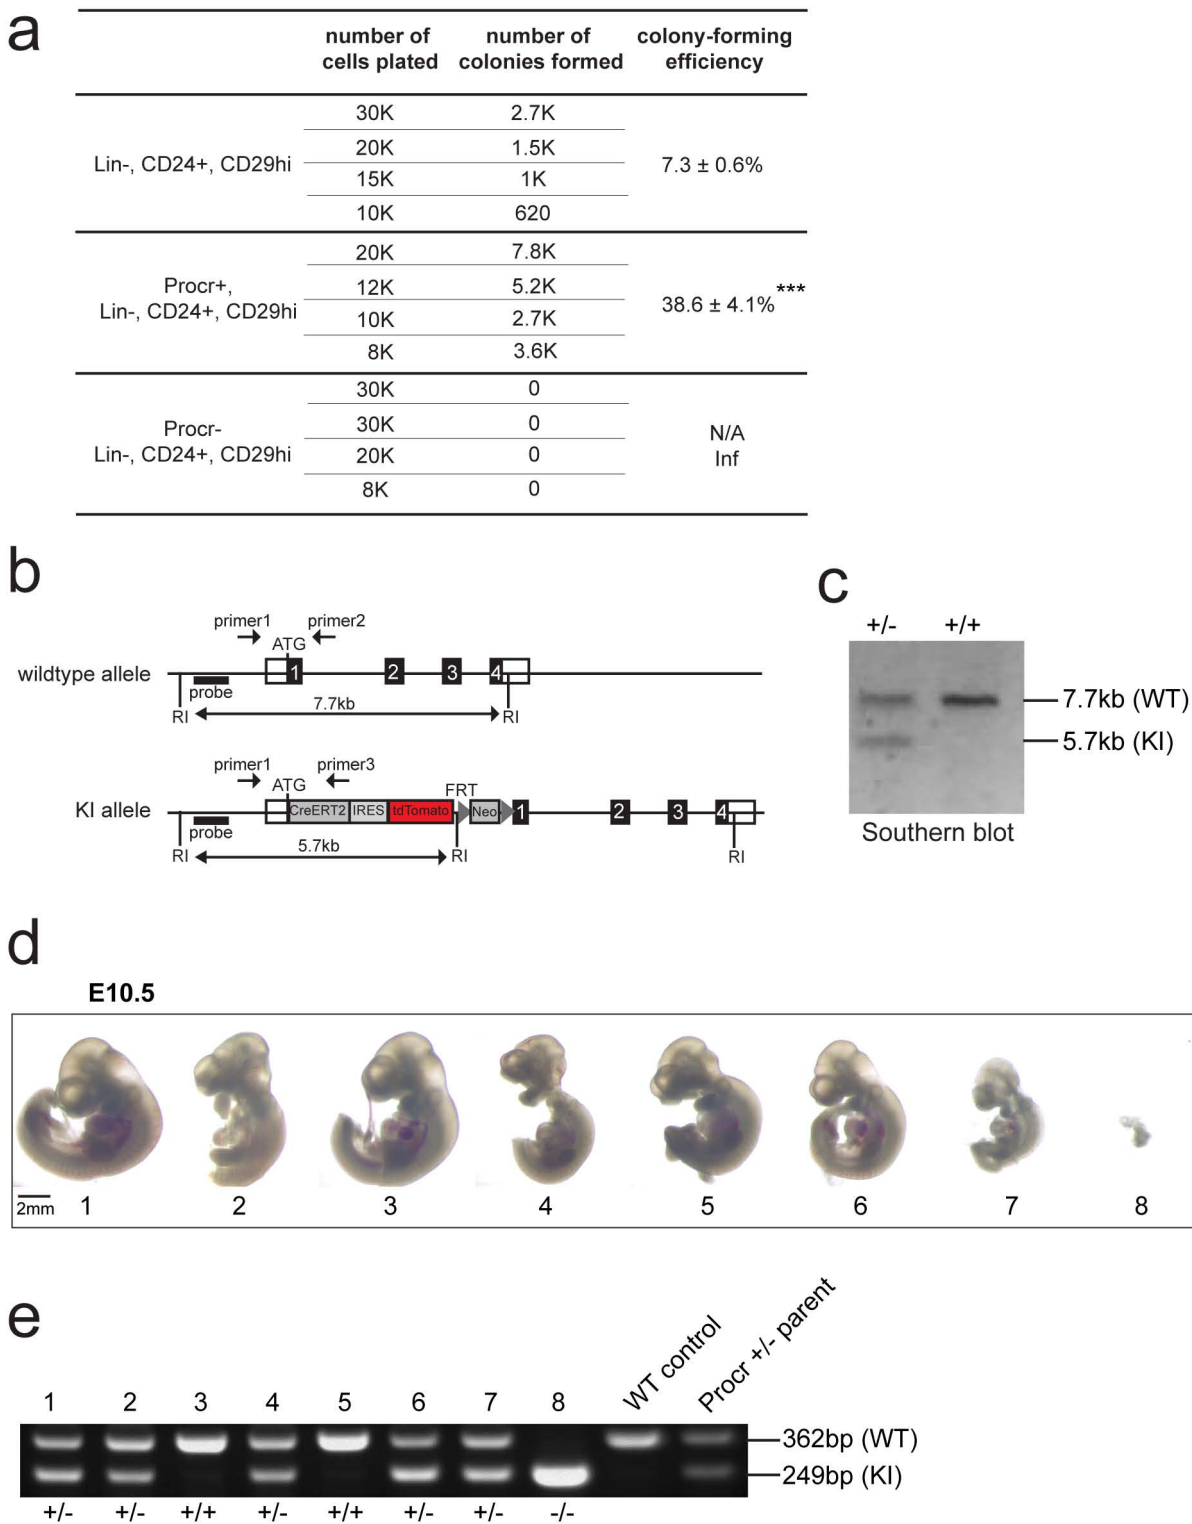 a
number of cells plated
number of colonies formed
colony-forming efficiency
Lin-, CD24+, CD29hi
30K 2.7K
20K 1.5K
15K 1K
10K 620
7.3 ± 0.6%
Procr+,
Lin-, CD24+, CD29hi
20K 7.8K
12K 5.2K
10K 2.7K
8K 3.6K
38.6 ± 4.1%***
Procr-
Lin-, CD24+, CD29hi
30K 0
30K 0
20K 0
8K 0
N/A
Inf
b
primer1 primer2
ATG
wildtype allele 1 2 3 4
probe
RI 7.7kb RI
primer1 primer3
ATG FRT
KI allele CreERT2 IRES tdTomato Neo 1 2 3 4
probe
RI 5.7kb RI RI
c
+/- +/+
7.7kb (WT)
5.7kb (KI)
Southern blot
d
E10.5
2mm 1 2 3 4 5 6 7 8
e
1 2 3 4 5 6 7 8 WT control Procr +/- parent
362bp (WT)
249bp (KI)
+/- +/- +/+ +/- +/+ +/- +/- -/-